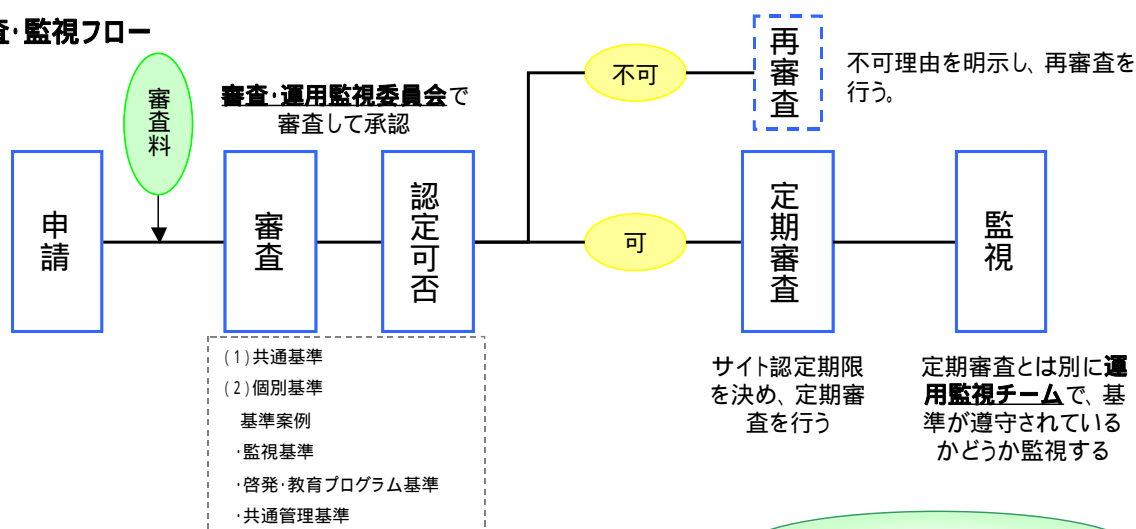 査・監視フロー
審査料
審査・運用監視委員会で
審査して承認
申請
審査
認定可否
不可
可
再審査
不可理由を明示し、再審査を
行う。
定期審査
監視
サイト認定期限
を決め、定期審
査を行う
定期審査とは別に運
用監視チームで、基
準が遵守されている
かどうか監視する
(1)共通基準
(2)個別基準
基準案例
・監視基準
・啓発・教育プログラム基準
・共通管理基準